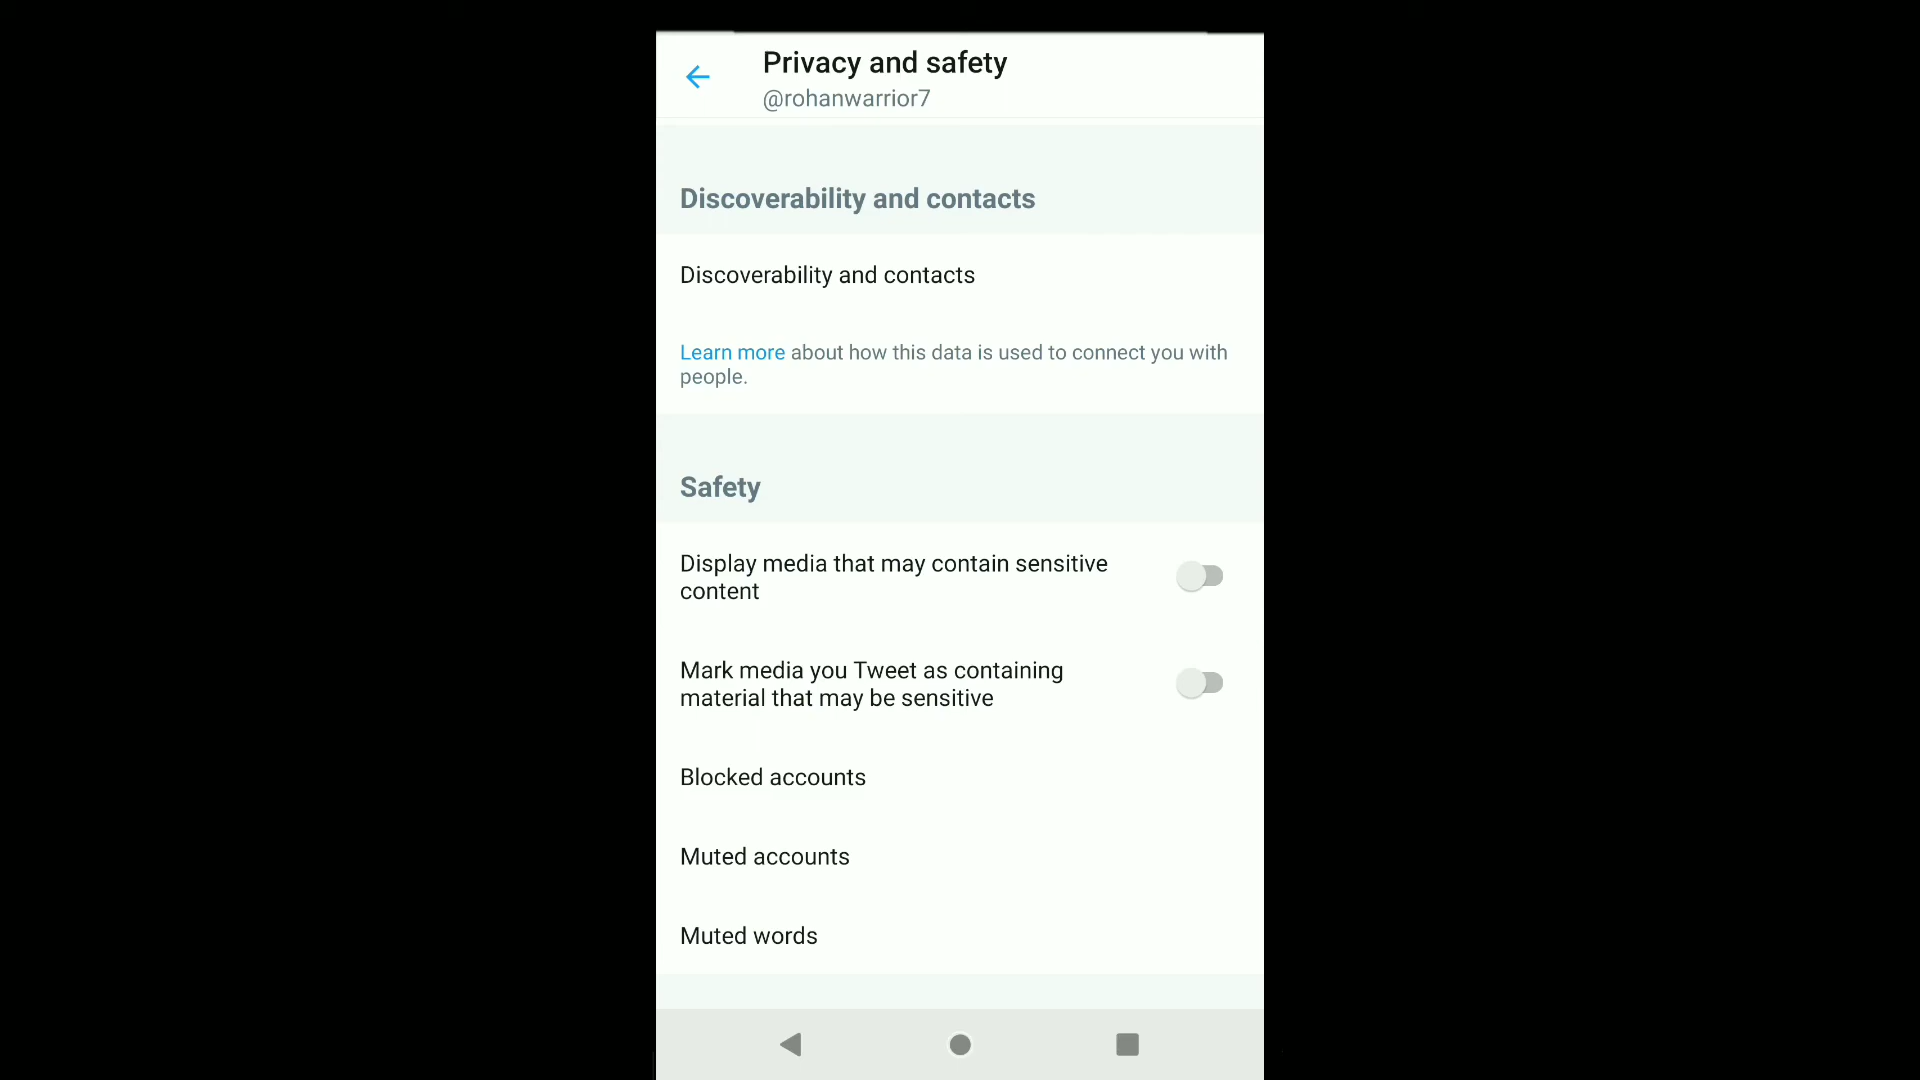 Privacy and safety
@rohanwarrior7
Discoverability and contacts
Discoverability and contacts
Learn more about how this data is used to connect you with
people.
Safety
Display media that may contain sensitive
content
Mark media you Tweet as containing
material that may be sensitive
Blocked accounts
Muted accounts
Muted words